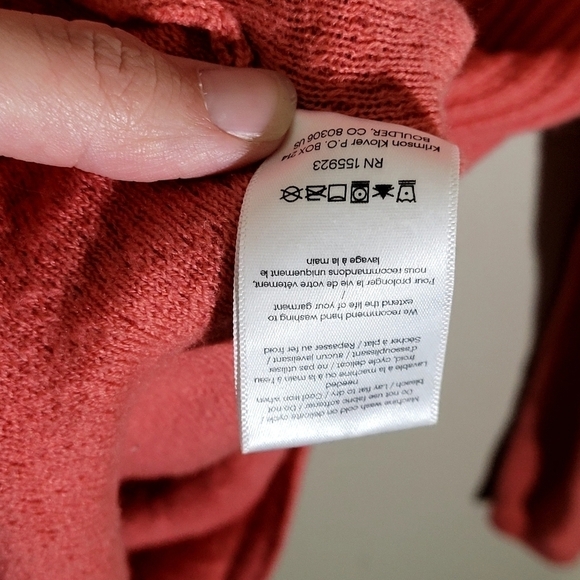 Machine or hand wash cold on delicate cycle /
Do not use fabric softener / Do not
bleach / Lay flat to dry / Cool iron when
needed
Lavable à la machine ou à la main à l'eau
froid, cycle délicat / ne pas utiliser
d'assouplissant / aucun javelisant /
Sécher à plat / Repasser au fer froid
We recommend hand washing to
extend the life of your garment
/
Pour prolonger la vie de votre vêtement,
nous recommandons uniquement le
lavage à la main
RN 155923
Krimson Klover P.O. BOX 214
BOULDER, CO 80306 US